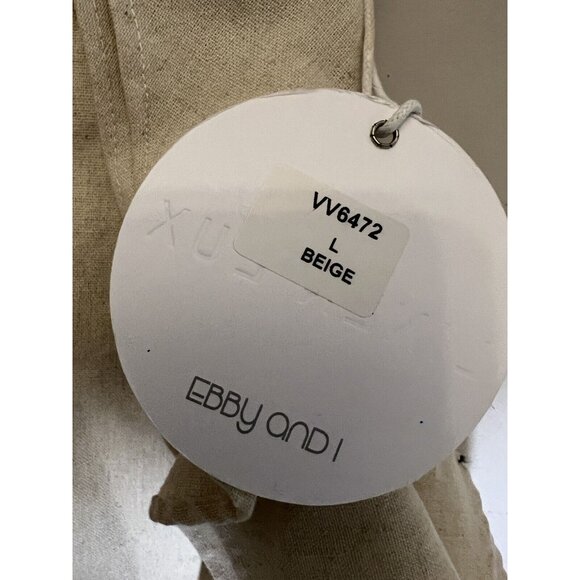 VV6472
L
BEIGE
EBBY AND I